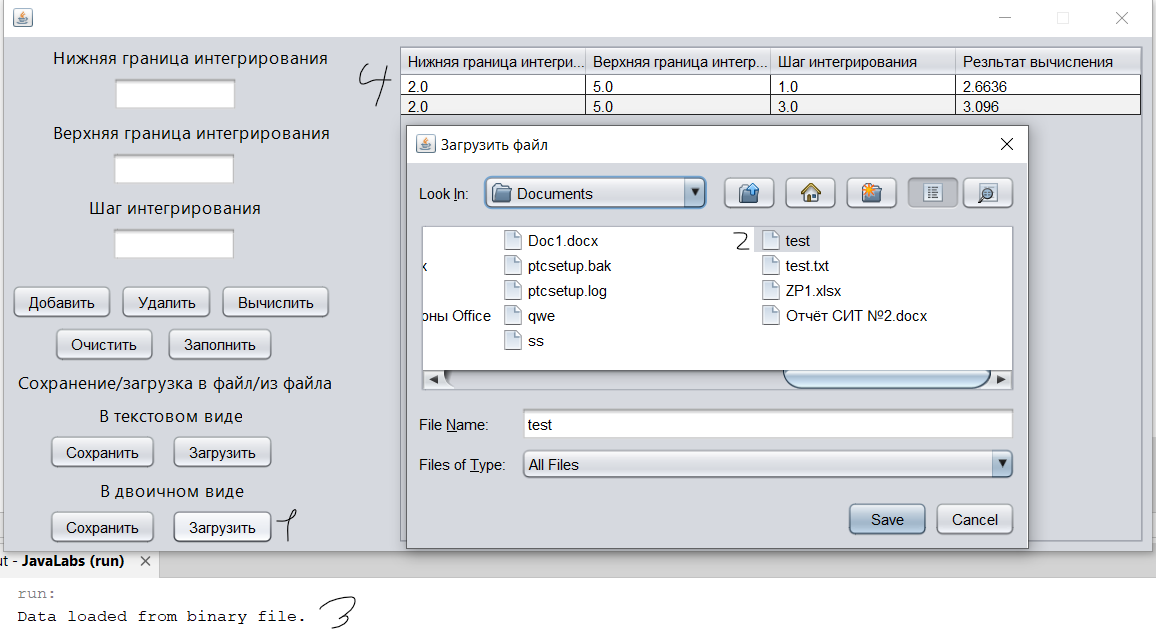 Нижняя граница интегрирования
Верхняя граница интегрирования
Шаг интегрирования
Добавить Удалить Вычислить
Очистить Заполнить
Сохранение/загрузка в файл/из файла
В текстовом виде
Сохранить Загрузить
В двоичном виде
Сохранить Загрузить 1
4
Нижняя граница интегри... Верхняя граница интегр... Шаг интегрирования Резльтат вычисления
2.0 5.0 1.0 2.6636
2.0 5.0 3.0 3.096
Загрузить файл
Look In: Documents
Doc1.docx 2 test
ptcsetup.bak test.txt
ptcsetup.log ZP1.xlsx
оны Office qwe Отчёт СИТ №2.docx
ss
File Name: test
Files of Type: All Files
Save Cancel
ut - JavaLabs (run)
run:
Data loaded from binary file. 3